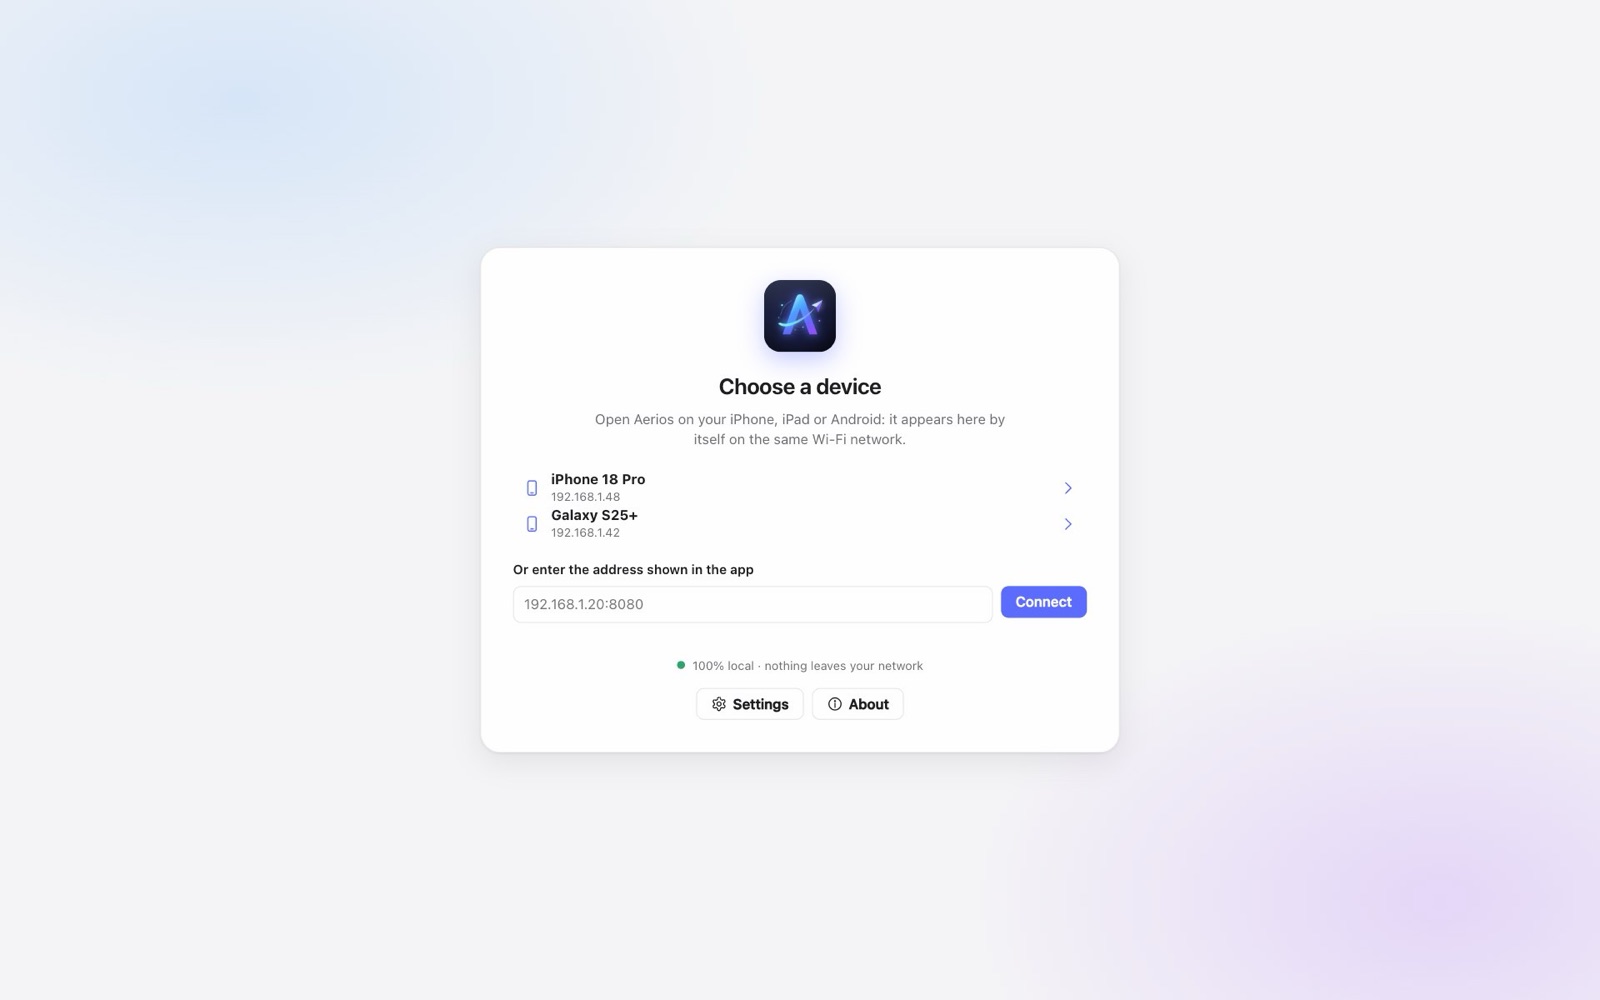 Choose a device
Open Aerios on your iPhone, iPad or Android: it appears here by
itself on the same Wi-Fi network.
iPhone 18 Pro
192.168.1.48
Galaxy S25+
192.168.1.42
Or enter the address shown in the app
192.168.1.20:8080
Connect
100% local · nothing leaves your network
Settings
About